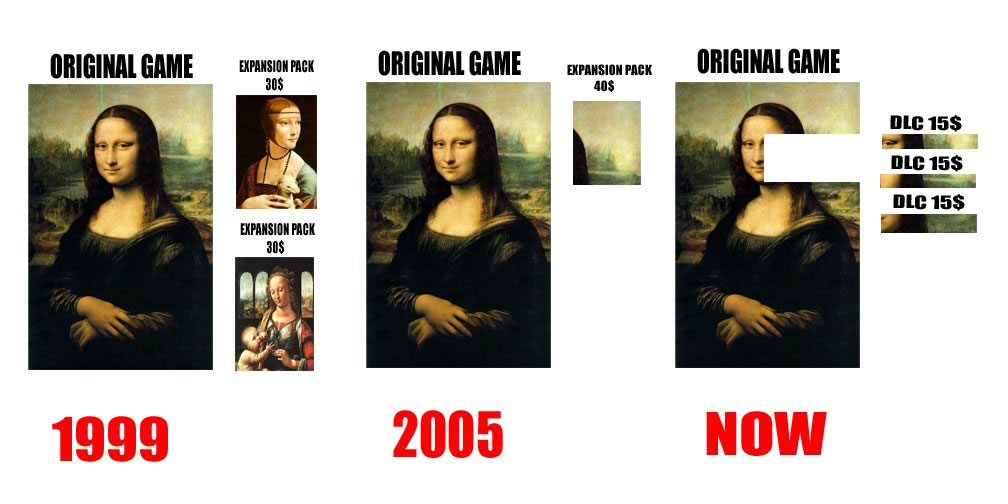 ORIGINAL GAME
EXPANSION PACK
30$
EXPANSION PACK
30$
1999
ORIGINAL GAME
EXPANSION PACK
40$
2005
ORIGINAL GAME
DLC 15$
DLC 15$
DLC 15$
NOW